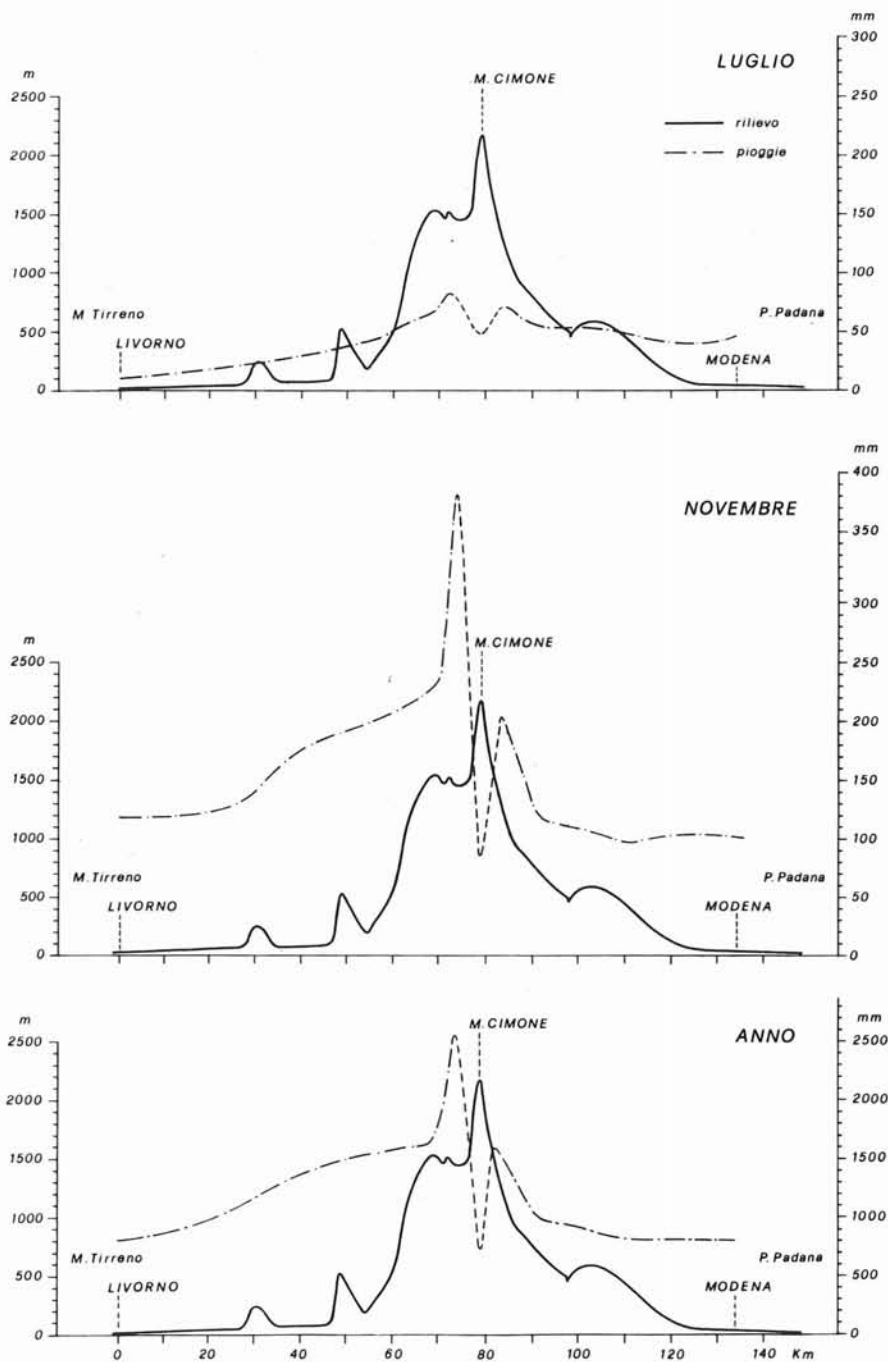 mm
300
LUGLIO
m
M. CIMONE
2500
250
rilievo
2000
200
pioggie
1500
150
1000
100
M. Tirreno
P. Padana
500
50
LIVORNO
MODENA
0
0
mm
400
NOVEMBRE
350
300
m
M. CIMONE
2500
250
2000
200
1500
150
1000
100
M. Tirreno
P. Padana
500
50
LIVORNO
MODENA
0
0
mm
M. CIMONE
ANNO
m
2500
2500
2000
2000
1500
1500
1000
1000
M. Tirreno
P. Padana
500
500
LIVORNO
MODENA
0
0
0 20 40 60 80 100 120 140 Km